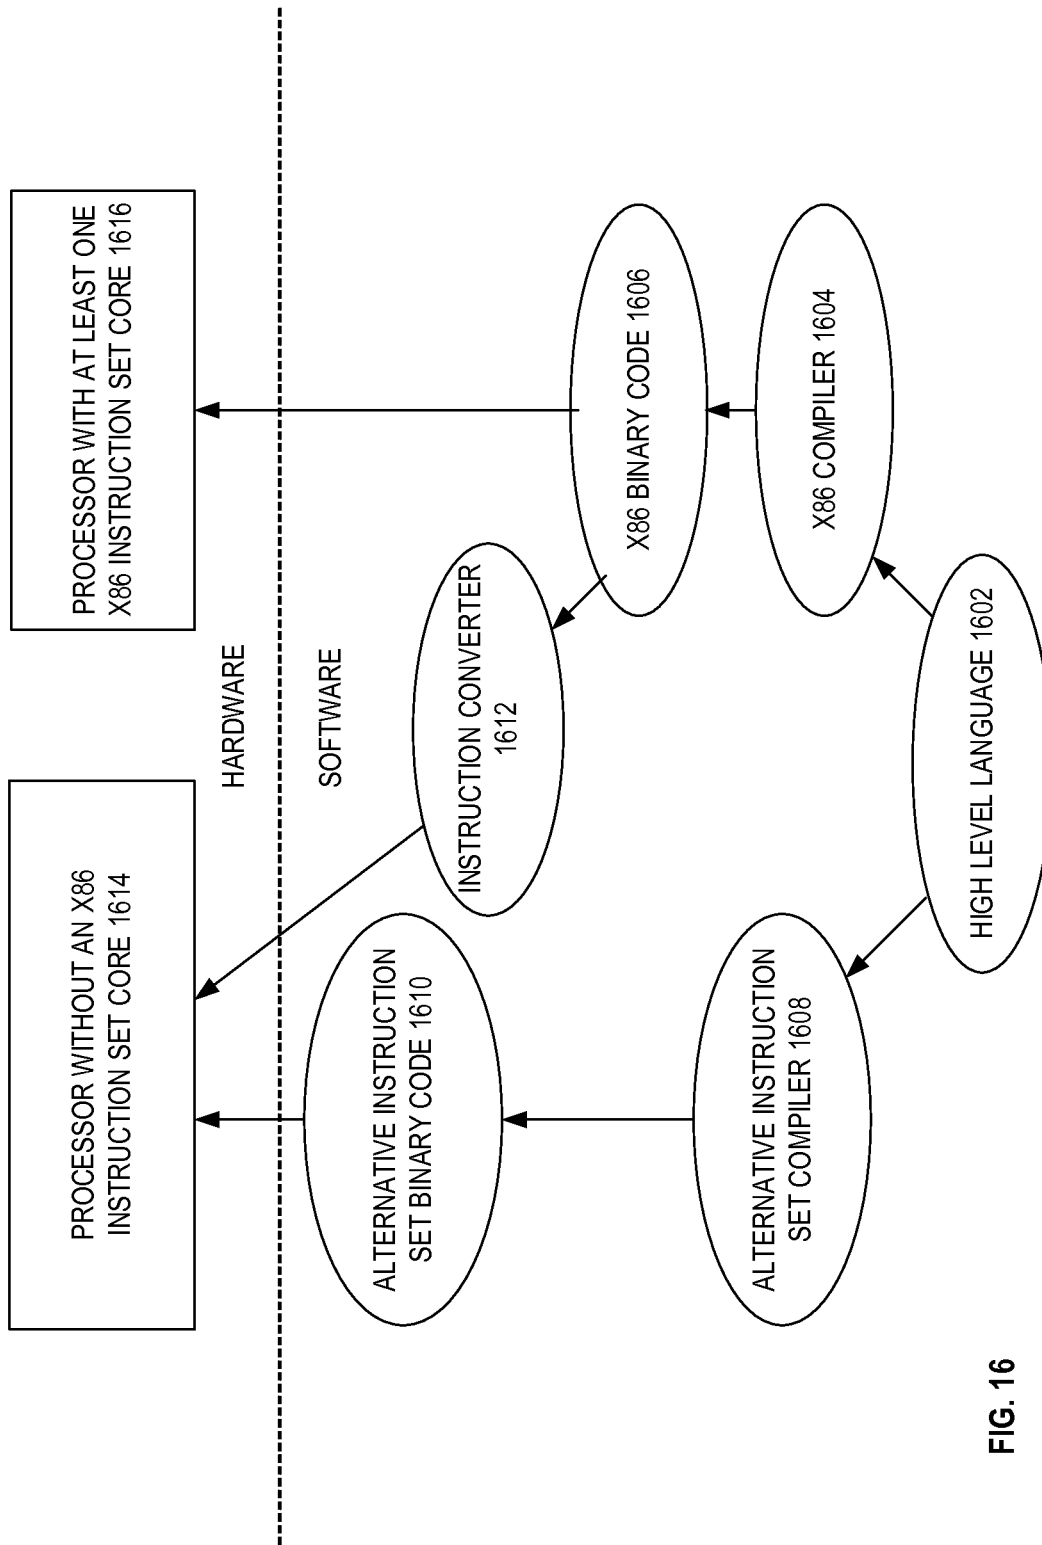 PROCESSOR WITHOUT AN X86
INSTRUCTION SET CORE 1614
PROCESSOR WITH AT LEAST ONE
X86 INSTRUCTION SET CORE 1616
HARDWARE
SOFTWARE
ALTERNATIVE INSTRUCTION
SET BINARY CODE 1610
INSTRUCTION CONVERTER
1612
X86 BINARY CODE 1606
ALTERNATIVE INSTRUCTION
SET COMPILER 1608
X86 COMPILER 1604
HIGH LEVEL LANGUAGE 1602
FIG. 16